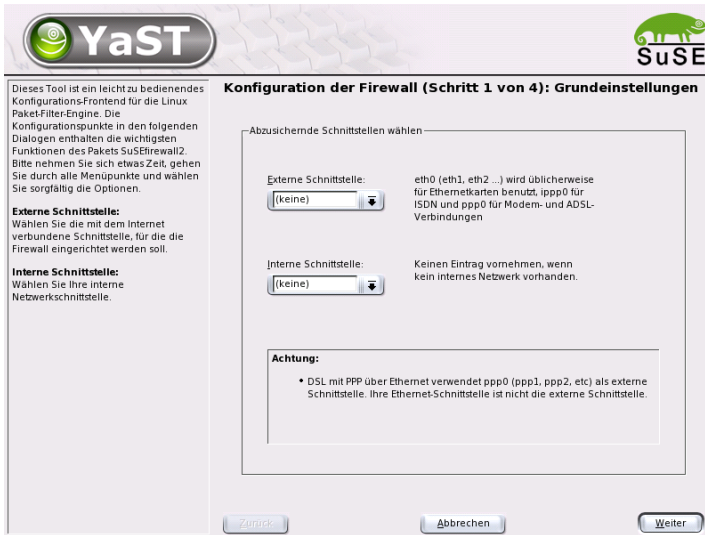 YaST
SuSE
Dieses Tool ist ein leicht zu bedienendes
Konfigurations-Frontend für die Linux
Paket-Filter-Engine. Die
Konfigurationspunkte in den folgenden
Dialogen enthalten die wichtigsten
Funktionen des Pakets SuSEfirewall2.
Bitte nehmen Sie sich etwas Zeit, gehen
Sie durch alle Menüpunkte und wählen
Sie sorgfältig die Optionen.
Externe Schnittstelle:
Wählen Sie die mit dem Internet
verbundene Schnittstelle, für die die
Firewall eingerichtet werden soll.
Interne Schnittstelle:
Wählen Sie Ihre interne
Netzwerkschnittstelle.
Konfiguration der Firewall (Schritt 1 von 4): Grundeinstellungen
Abzusichernde Schnittstellen wählen
Externe Schnittstelle:
(keine)
eth0 (eth1, eth2 ...) wird üblicherweise
für Ethernetkarten benutzt, ippp0 für
ISDN und ppp0 für Modem- und ADSL-
Verbindungen
Interne Schnittstelle:
(keine)
Keinen Eintrag vornehmen, wenn
kein internes Netzwerk vorhanden.
Achtung:
• DSL mit PPP über Ethernet verwendet ppp0 (ppp1, ppp2, etc) als externe
Schnittstelle. Ihre Ethernet-Schnittstelle ist nicht die externe Schnittstelle.
Zurück
Abbrechen
Weiter